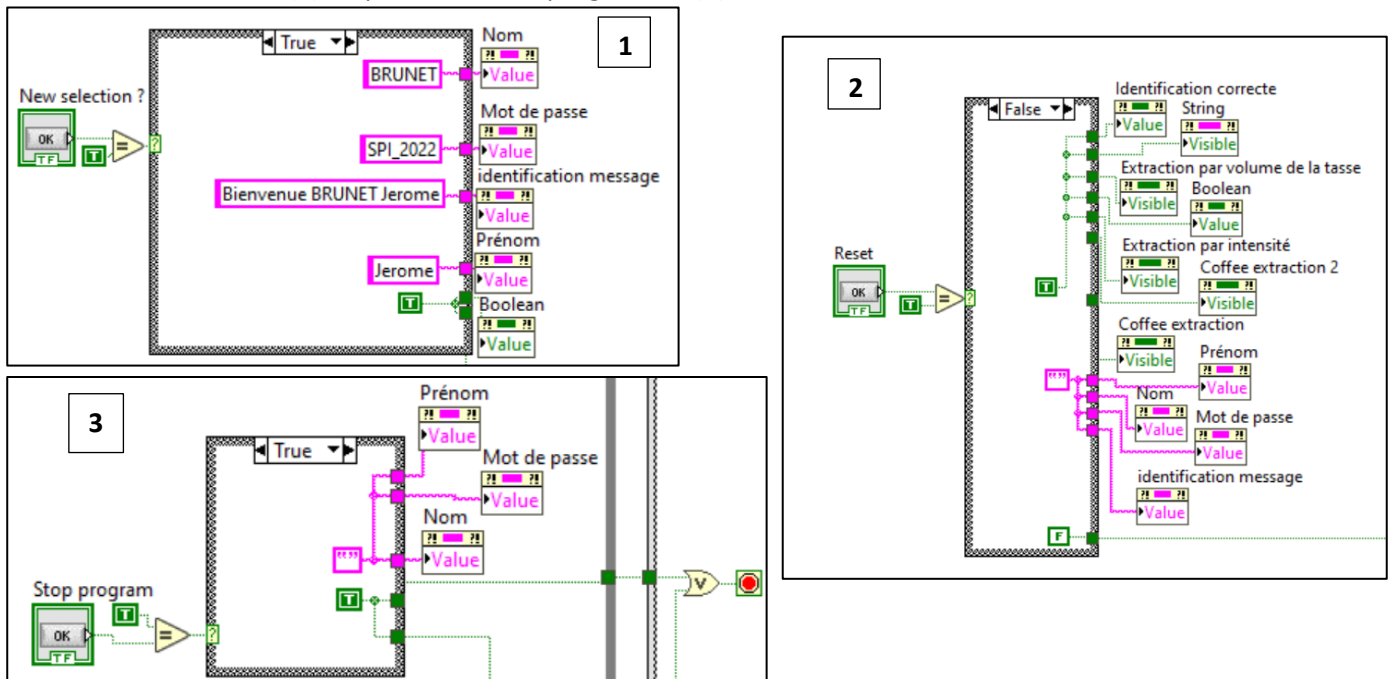 1
True
Nom
Value
BRUNET
New selection ?
OK
TF
T
=
?
Mot de passe
Value
SPI_2022
identification message
Value
Bienvenue BRUNET Jerome
Prénom
Value
Jerome
T
Boolean
Value
2
False
Identification correcte
Value
String
Visible
Extraction par volume de la tasse
Visible
Boolean
Value
Reset
OK
TF
T
=
?
Extraction par intensité
Visible
T
Coffee extraction 2
Visible
Coffee extraction
Visible
Prénom
Value
""
Nom
Value
Mot de passe
Value
identification message
Value
F
3
True
Prénom
Value
Mot de passe
Value
Nom
Value
""
Stop program
OK
TF
T
=
?
T
V